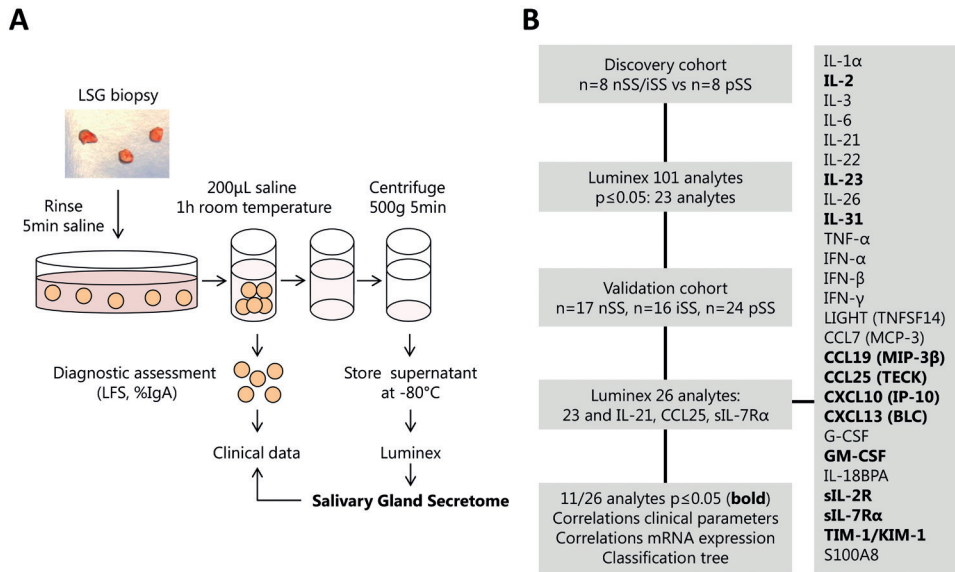 A
LSG biopsy
Rinse
5min saline
200µL saline
1h room temperature
Centrifuge
500g 5min
Diagnostic assessment
(LFS, %IgA)
Store supernatant
at -80°C
Clinical data
Luminex
Salivary Gland Secretome
B
Discovery cohort
n=8 nSS/iSS vs n=8 pSS
Luminex 101 analytes
p≤0.05: 23 analytes
Validation cohort
n=17 nSS, n=16 iSS, n=24 pSS
Luminex 26 analytes:
23 and IL-21, CCL25, sIL-7Rα
11/26 analytes p≤0.05 (bold)
Correlations clinical parameters
Correlations mRNA expression
Classification tree
IL-1α
IL-2
IL-3
IL-6
IL-21
IL-22
IL-23
IL-26
IL-31
TNF-α
IFN-α
IFN-β
IFN-γ
LIGHT (TNFSF14)
CCL7 (MCP-3)
CCL19 (MIP-3β)
CCL25 (TECK)
CXCL10 (IP-10)
CXCL13 (BLC)
G-CSF
GM-CSF
IL-18BPA
sIL-2R
sIL-7Rα
TIM-1/KIM-1
S100A8